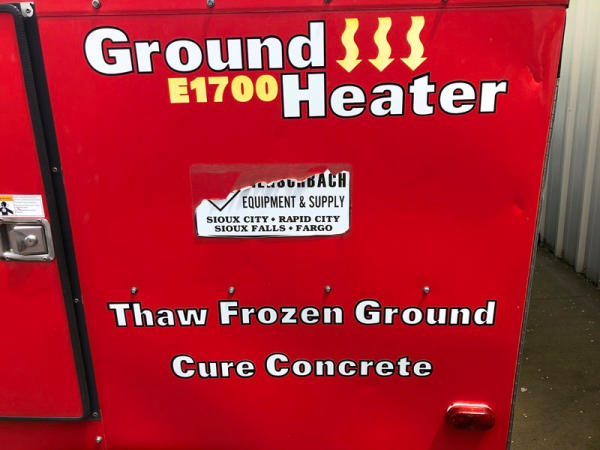 Ground
E1700 Heater
EQUIPMENT & SUPPLY
SIOUX CITY • RAPID CITY
SIOUX FALLS • FARGO
Thaw Frozen Ground
Cure Concrete